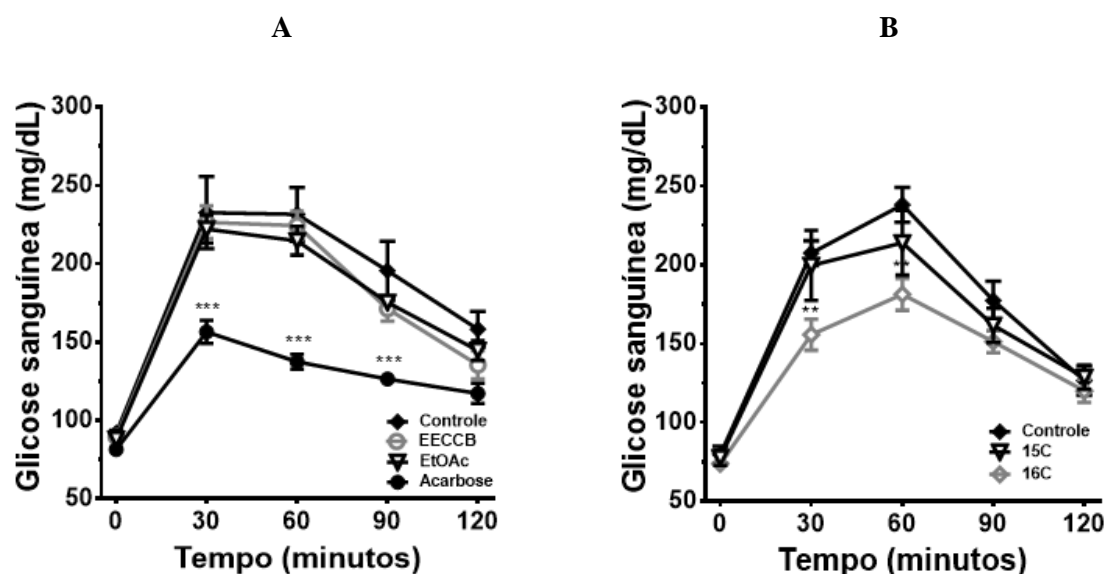 A
B
Glicose sanguínea (mg/dL)
300
250
200
150
100
50
***
***
***
Controle
EECCB
EtOAc
Acarbose
0 30 60 90 120
Tempo (minutos)
Glicose sanguínea (mg/dL)
300
250
200
150
100
50
**
**
Controle
15C
16C
0 30 60 90 120
Tempo (minutos)